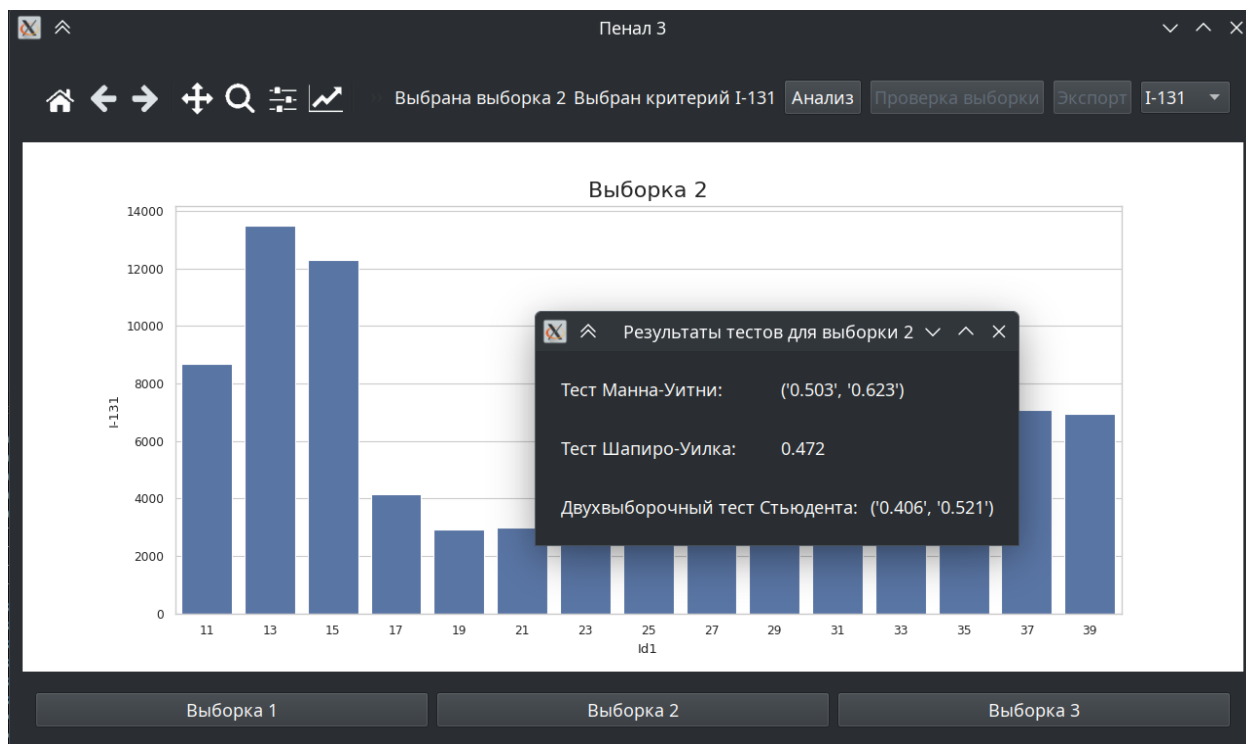 Пенал 3
Выбрана выборка 2 Выбран критерий I-131 Анализ Проверка выборки Экспорт I-131
Выборка 2
14000
12000
10000
8000
6000
4000
2000
0
I-131
11 13 15 17 19 21 23 25 27 29 31 33 35 37 39
Id1
Результаты тестов для выборки 2
Тест Манна-Уитни: ('0.503', '0.623')
Тест Шапиро-Уилка: 0.472
Двухвыборочный тест Стьюдента: ('0.406', '0.521')
Выборка 1 Выборка 2 Выборка 3